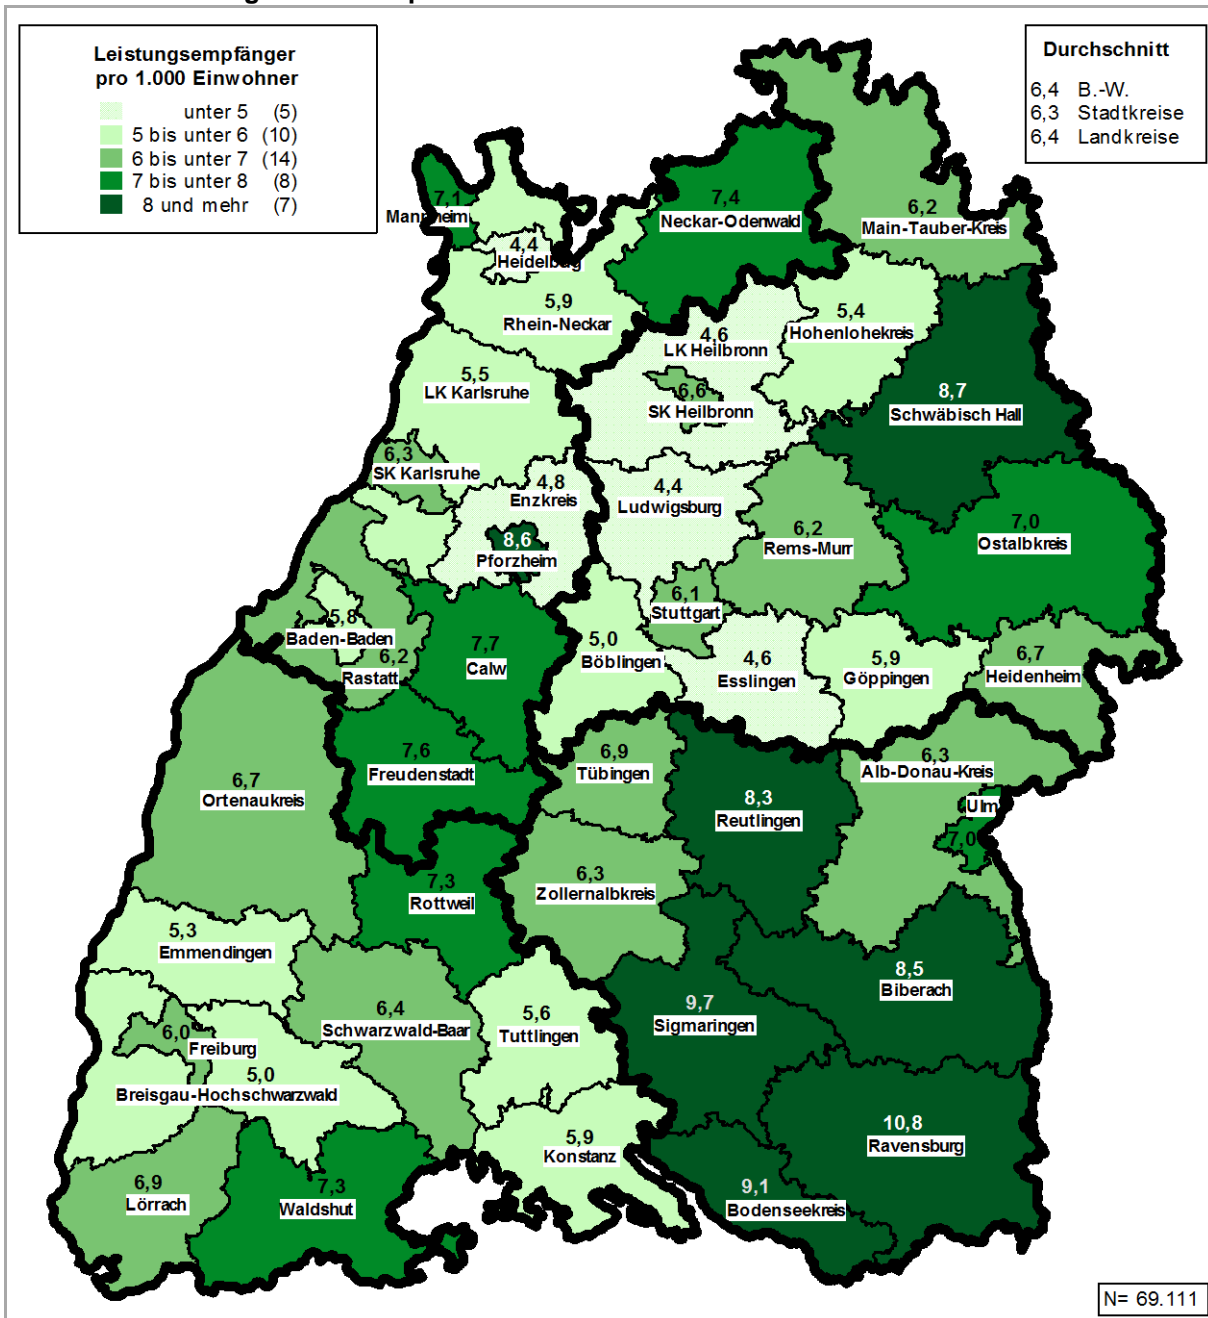 Leistungsempfänger
pro 1.000 Einwohner
unter 5 (5)
5 bis unter 6 (10)
6 bis unter 7 (14)
7 bis unter 8 (8)
8 und mehr (7)
Durchschnitt
6,4 B.-W.
6,3 Stadtkreise
6,4 Landkreise
7,1
Mannheim
4,4
Heidelbug
7,4
Neckar-Odenwald
6,2
Main-Tauber-Kreis
5,9
Rhein-Neckar
4,6
LK Heilbronn
5,4
Hohenlohekreis
5,5
LK Karlsruhe
6,6
SK Heilbronn
8,7
Schwäbisch Hall
6,3
SK Karlsruhe
4,8
Enzkreis
4,4
Ludwigsburg
8,6
Pforzheim
6,2
Rems-Murr
7,0
Ostalbkreis
5,8
Baden-Baden
6,2
Rastatt
7,7
Calw
6,1
Stuttgart
5,0
Böblingen
4,6
Esslingen
5,9
Göppingen
6,7
Heidenheim
6,7
Ortenaukreis
7,6
Freudenstadt
6,9
Tübingen
8,3
Reutlingen
6,3
Alb-Donau-Kreis
Ulm
7,0
7,3
Rottweil
6,3
Zollernalbkreis
5,3
Emmendingen
8,5
Biberach
6,4
Schwarzwald-Baar
5,6
Tuttlingen
9,7
Sigmaringen
6,0
Freiburg
5,0
Breisgau-Hochschwarzwald
10,8
Ravensburg
5,9
Konstanz
6,9
Lörrach
7,3
Waldshut
9,1
Bodenseekreis
N= 69.111